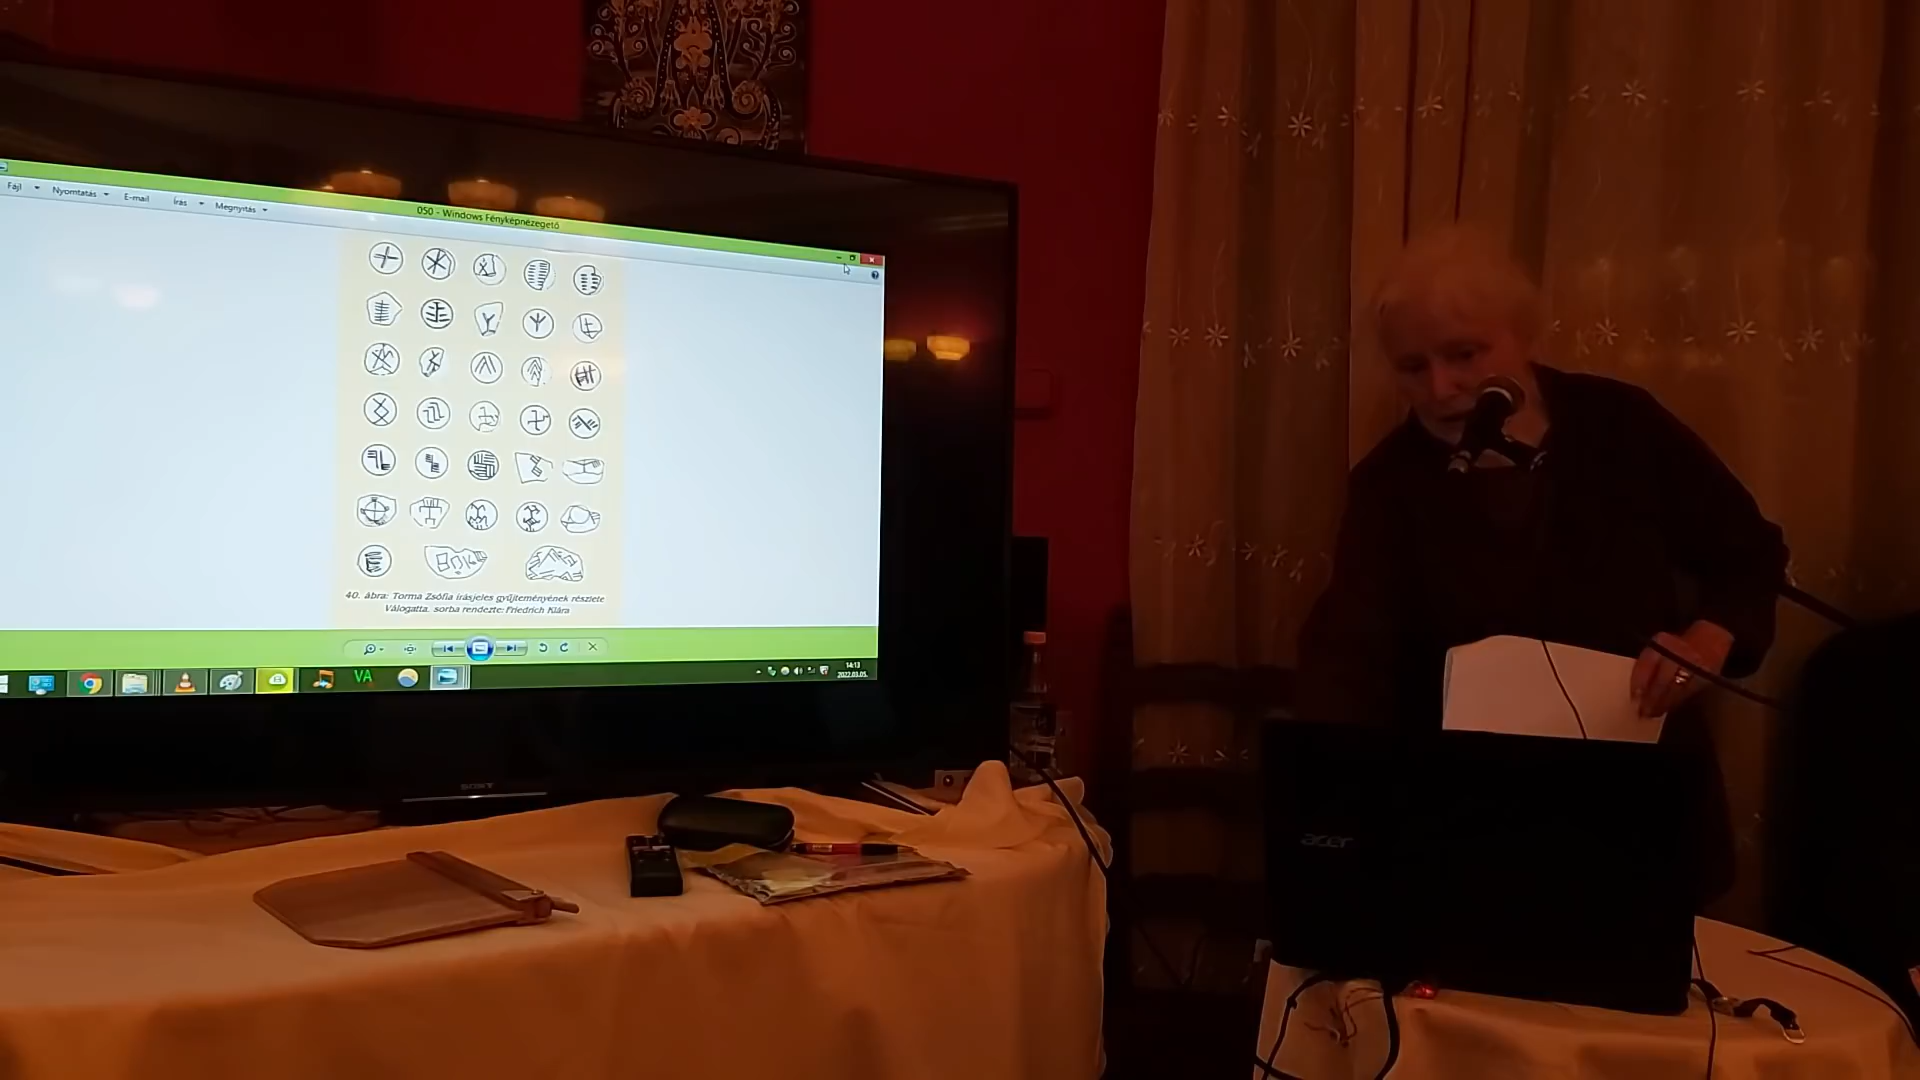 050 - Windows Fényképnézegető
Fájl Nyomtatás E-mail Írás Megnyitás
40. ábra: Torma Zsófia írásjeles gyűjteményének részlete
Válogatta, sorba rendezte: Friedrich Klára
VA
14:13
2022.03.05.
SONY
acer